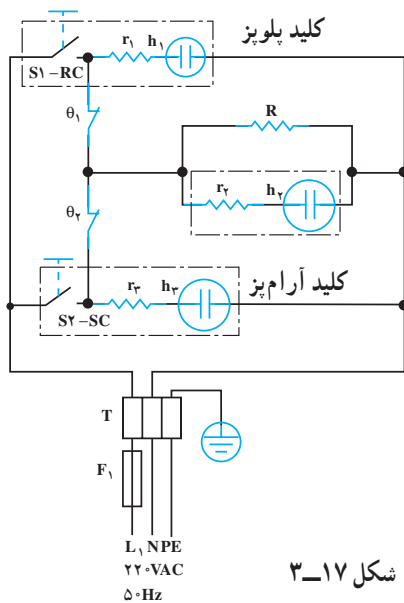 کلید پلوپز
r۱ h۱
S۱-RC
θ۱
R
r۲ h۲
θ۲
کلید آرام‌پز
r۳ h۳
S۲-SC
T
F۱
L۱ N PE
۲۲۰VAC
۵۰Hz
شکل ۱۷ــ۳